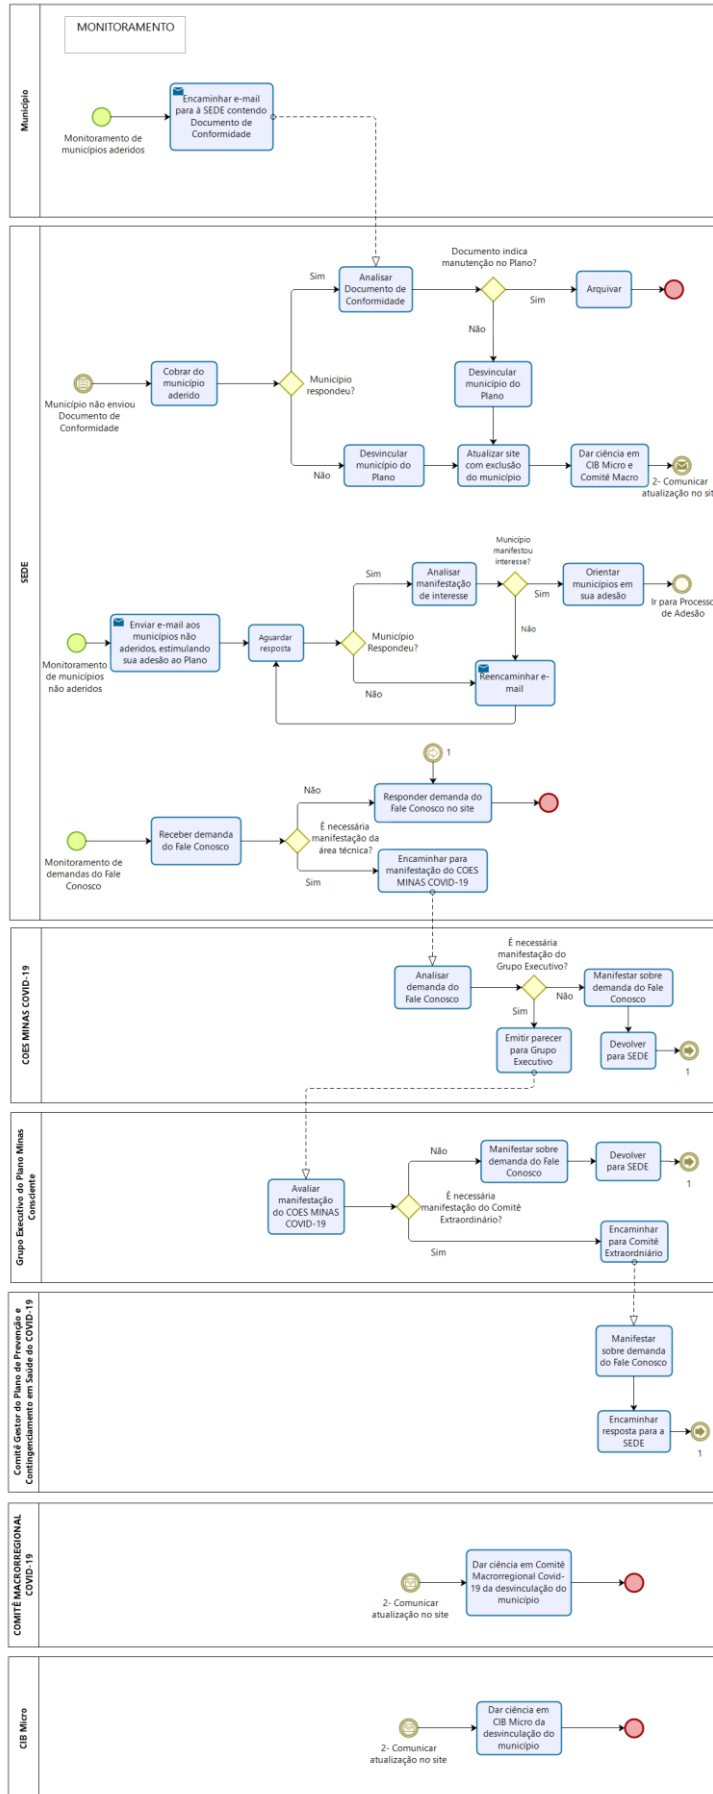 MONITORAMENTO
Município
Encaminhar e-mail
para à SEDE contendo
Documento de
Conformidade
Monitoramento de
municípios aderidos
SEDE
Documento indica
manutenção no Plano?
Sim
Analisar
Documento de
Conformidade
Sim
Arquivar
Não
Cobrar do
município
aderido
Município
respondeu?
Desvincular
município do
Plano
Município não enviou
Documento de
Conformidade
Não
Desvincular
município do
Plano
Atualizar site
com exclusão
do município
Dar ciência em
CIB Micro e
Comitê Macro
2- Comunicar
atualização no sit
Município
manifestou
interesse?
Sim
Analisar
manifestação
de interesse
Sim
Orientar
municípios em
sua adesão
Ir para Processo
de Adesão
Enviar e-mail aos
municípios não
aderidos, estimulando
sua adesão ao Plano
Aguardar
resposta
Município
Respondeu?
Não
Monitoramento
de municípios
não aderidos
Não
Reencaminhar e-
mail
1
Não
Responder demanda do
Fale Conosco no site
Receber demanda
do Fale Conosco
É necessária
manifestação da
área técnica?
Monitoramento de
demandas do Fale
Conosco
Sim
Encaminhar para
manifestação do COES
MINAS COVID-19
COES MINAS COVID-19
É necessária
manifestação do
Grupo Executivo?
Analisar
demanda do
Fale Conosco
Não
Manifestar sobre
demanda do Fale
Conosco
Sim
Emitir parecer
para Grupo
Executivo
Devolver
para SEDE
1
Grupo Executivo do Plano Minas
Consciente
Não
Manifestar sobre
demanda do Fale
Conosco
Devolver
para SEDE
1
Avaliar
manifestação
do COES MINAS
COVID-19
É necessária
manifestação do Comitê
Extraordinário?
Sim
Encaminhar
para Comitê
Extraordniário
Comitê Gestor do Plano de Prevenção e
Contingenciamento em Saúde do COVID-19
Manifestar
sobre demanda
do Fale Conosco
Encaminhar
resposta para a
SEDE
1
COMITÊ MACRORREGIONAL
COVID-19
2- Comunicar
atualização no site
Dar ciência em Comitê
Macrorregional Covid-
19 da desvinculação do
município
CIB Micro
2- Comunicar
atualização no site
Dar ciência em
CIB Micro da
desvinculação do
município